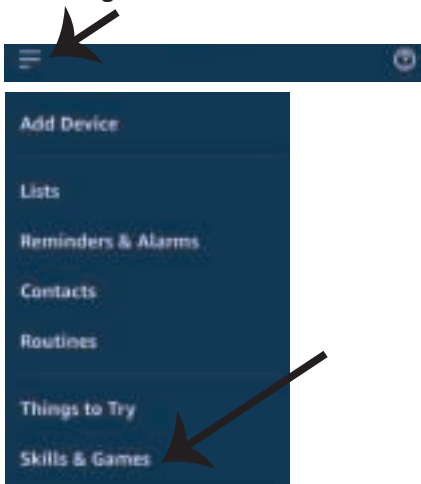 Add Device
Lists
Reminders & Alarms
Contacts
Routines
Things to Try
Skills & Games